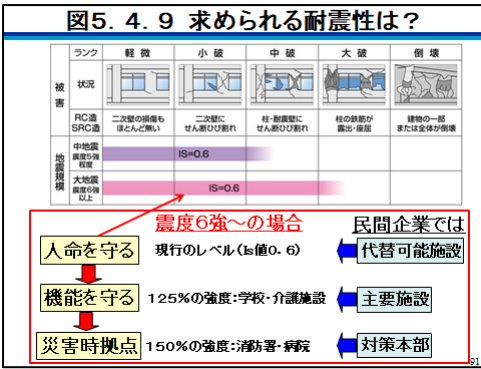 図5.4.9 求められる耐震性は？
ランク 軽微 小破 中破 大破 倒壊
被害
状況
RC造 SRC造
二次壁の損傷も ほとんど無い
二次壁に せん断ひび割れ
柱・耐震壁に せん断ひび割れ
柱の鉄筋が 露出・座屈
建物の一部 または全体が倒壊
地震規模
中地震 震度5強 程度
IS=0.6
大地震 震度6強 以上
IS=0.6
震度6強～の場合 民間企業では
人命を守る 現行のレベル(Is値0.6) 代替可能施設
機能を守る 125%の強度:学校・介護施設 主要施設
災害時拠点 150%の強度:消防署・病院 対策本部
91